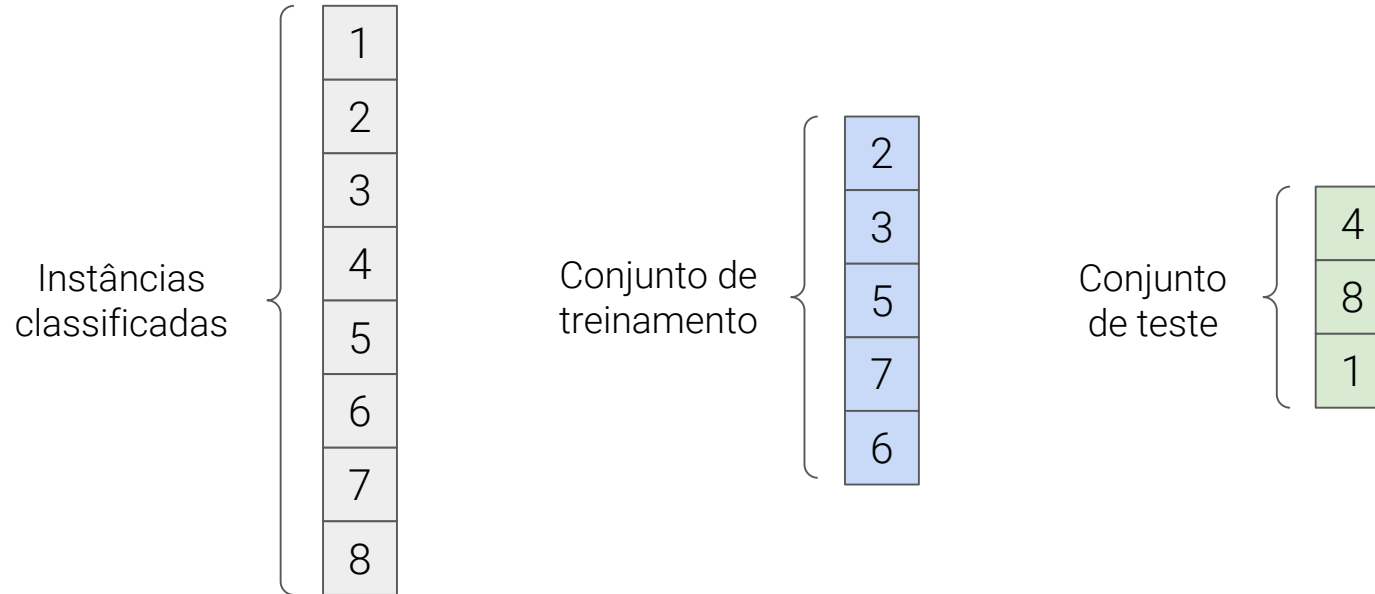 Instâncias
classificadas
1
2
3
4
5
6
7
8
Conjunto de
treinamento
2
3
5
7
6
Conjunto
de teste
4
8
1